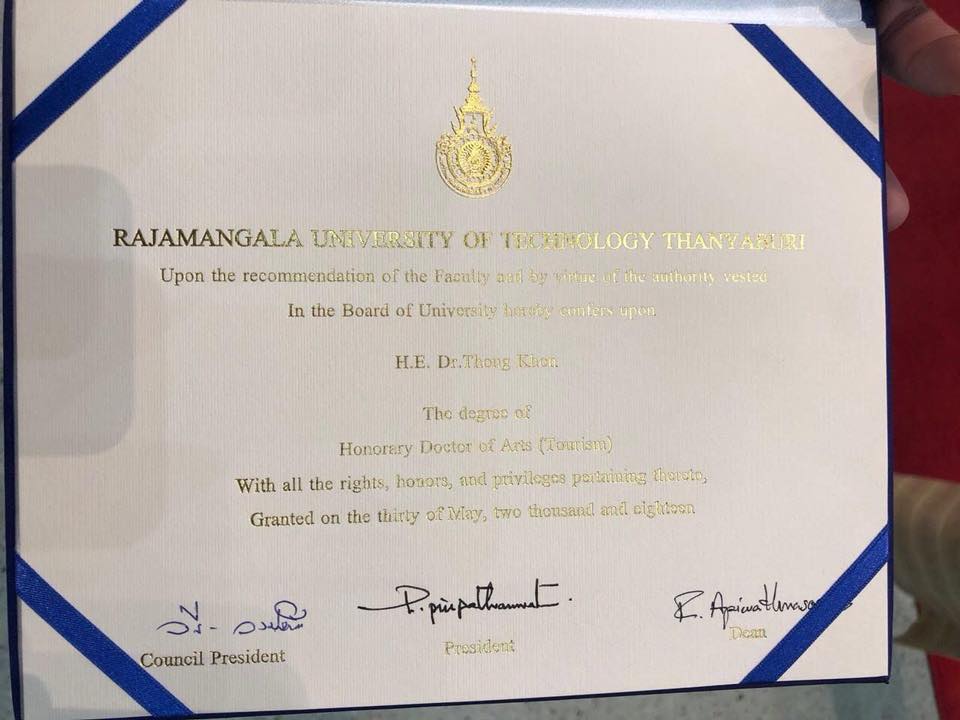 RAJAMANGALA UNIVERSITY OF TECHNOLOGY THANYABURI
Upon the recommendation of the Faculty and by virtue of the authority vested
In the Board of University hereby confers upon
H.E. Dr.Thong Khon
The degree of
Honorary Doctor of Arts (Tourism)
With all the rights, honors, and privileges pertaining thereto,
Granted on the thirty of May, two thousand and eighteen
Council President
President
Dean